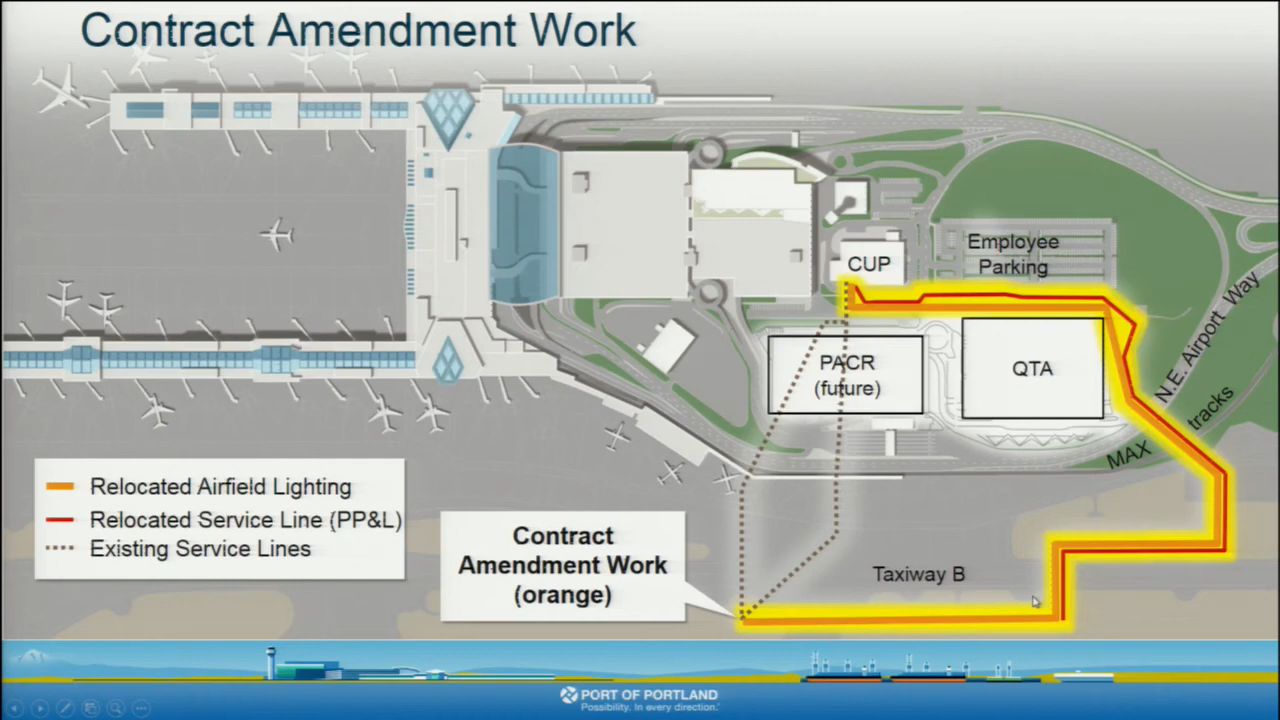 Contract Amendment Work
Employee
Parking
CUP
N.E. Airport Way
PACR
(future)
QTA
MAX tracks
Relocated Airfield Lighting
Relocated Service Line (PP&L)
Existing Service Lines
Contract
Amendment Work
(orange)
Taxiway B
PORT OF PORTLAND
Possibility. In every direction.